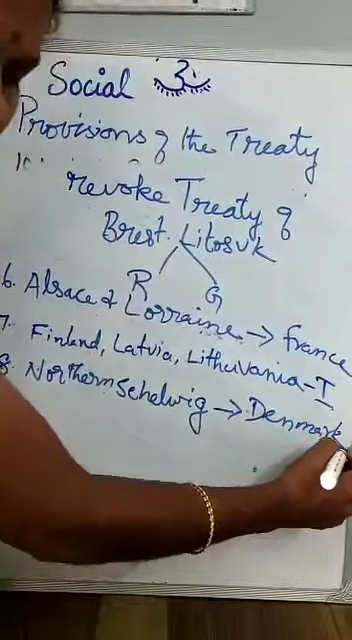 Social
Provisions of the Treaty
revoke Treaty of
Brest Litosvk
R G
6. Alsace & Lorraine → france
7. Finland, Latvia, Lithuvania - I
8. Northern Schelwig → Denmark